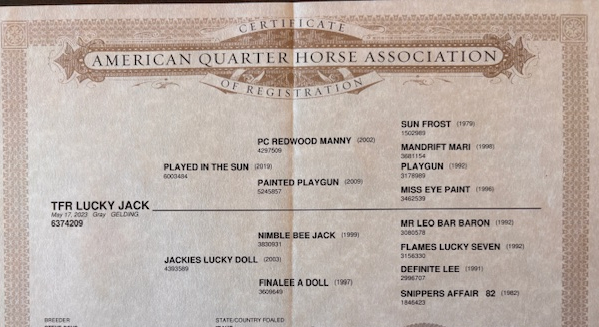 CERTIFICATE
AMERICAN QUARTER HORSE ASSOCIATION
OF REGISTRATION
SUN FROST (1979)
1502989
PC REDWOOD MANNY (2002)
4297509
MANDRIFT MARI (1998)
3881154
PLAYED IN THE SUN (2019)
6003484
PLAYGUN (1992)
3178989
PAINTED PLAYGUN (2009)
5245857
MISS EYE PAINT (1996)
3462539
TFR LUCKY JACK
May 17, 2023 Gray GELDING
6374209
MR LEO BAR BARON (1992)
3080578
NIMBLE BEE JACK (1999)
3830931
FLAMES LUCKY SEVEN (1992)
3156330
JACKIES LUCKY DOLL (2003)
4393589
DEFINITE LEE (1991)
2996707
FINALEE A DOLL (1997)
3609649
SNIPPERS AFFAIR 82 (1982)
1846423
BREEDER
STATE/COUNTRY FOALED